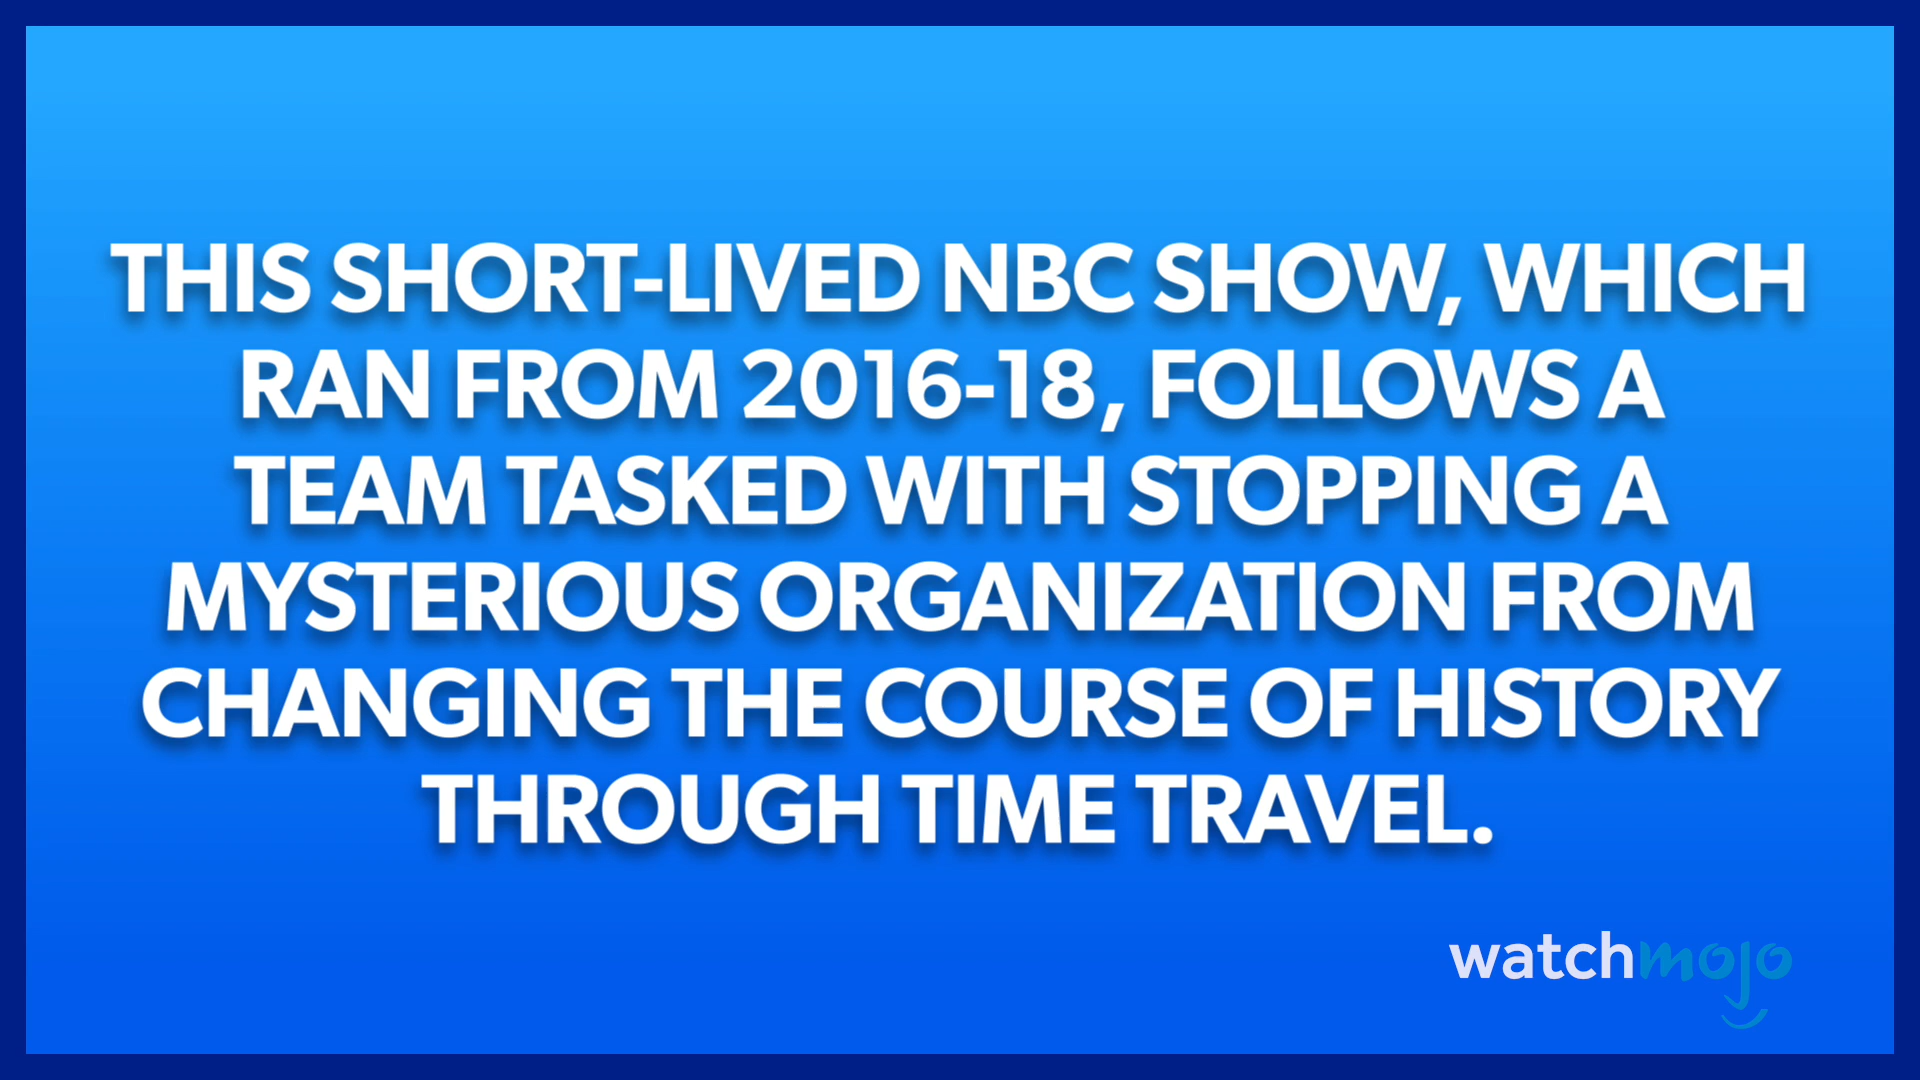 THIS SHORT-LIVED NBC SHOW, WHICH
RAN FROM 2016-18, FOLLOWS A
TEAM TASKED WITH STOPPING A
MYSTERIOUS ORGANIZATION FROM
CHANGING THE COURSE OF HISTORY
THROUGH TIME TRAVEL.
watchmojo